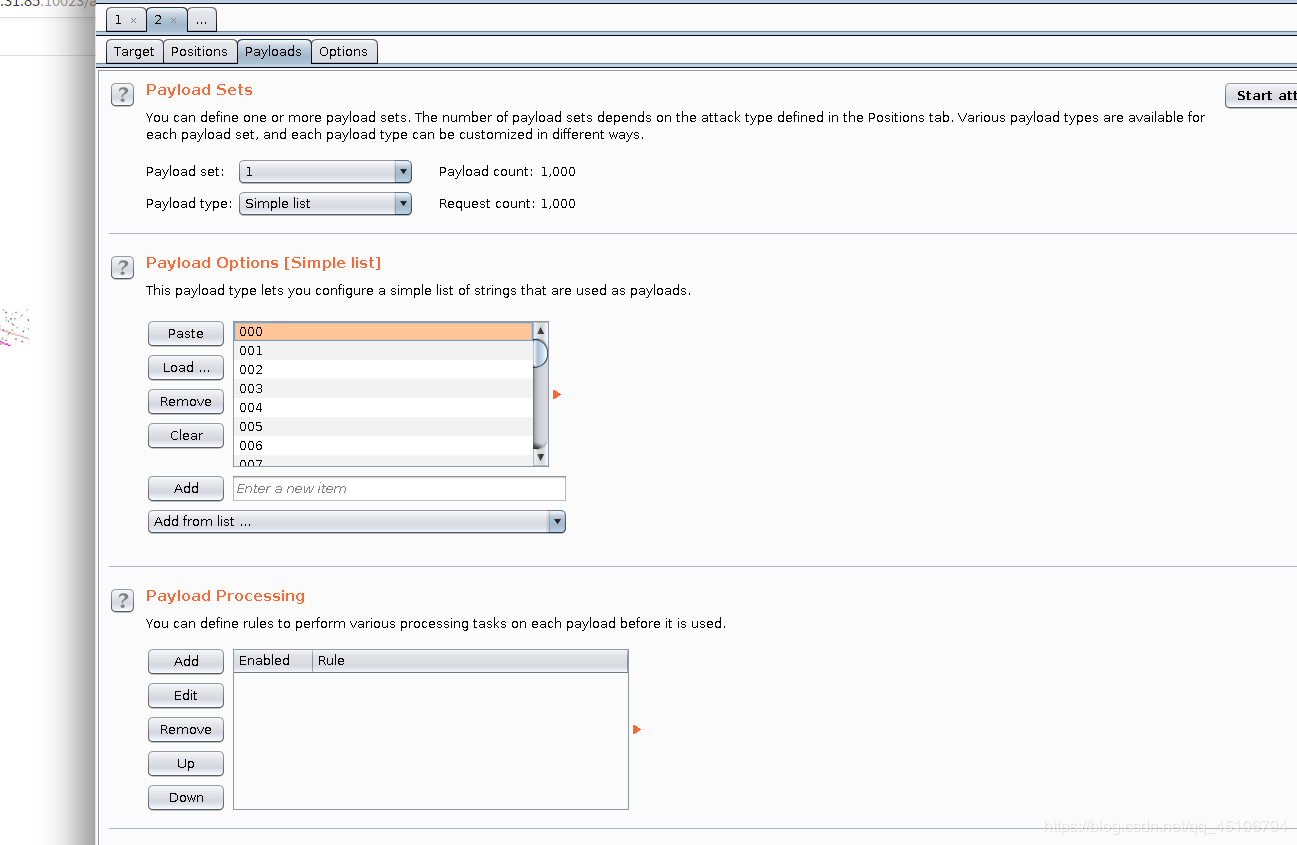 .31.85:10023/a
1 × 2 × ...
Target Positions Payloads Options
? Payload Sets
Start att
You can define one or more payload sets. The number of payload sets depends on the attack type defined in the Positions tab. Various payload types are available for
each payload set, and each payload type can be customized in different ways.
Payload set: 1 Payload count: 1,000
Payload type: Simple list Request count: 1,000
? Payload Options [Simple list]
This payload type lets you configure a simple list of strings that are used as payloads.
Paste
Load ...
Remove
Clear
000
001
002
003
004
005
006
007
Add Enter a new item
Add from list ...
? Payload Processing
You can define rules to perform various processing tasks on each payload before it is used.
Add
Edit
Remove
Up
Down
Enabled Rule
https://blog.csdn.net/qq_45106794